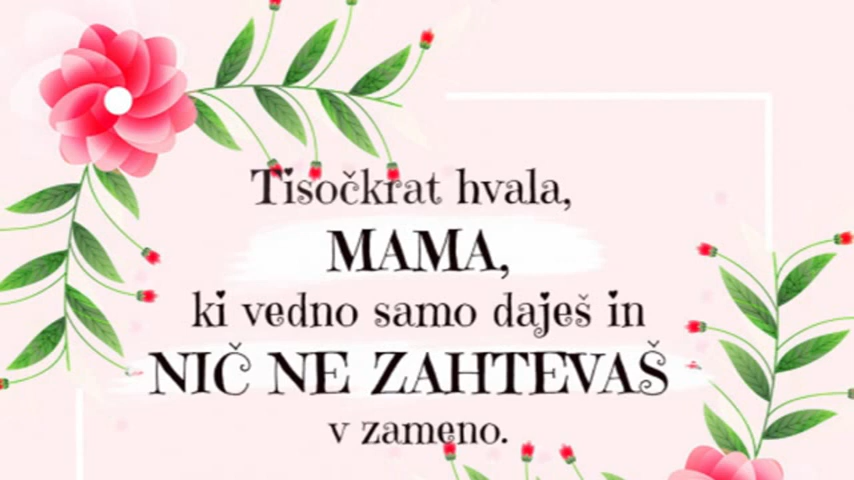 Tisočkrat hvala,
MAMA,
ki vedno samo daješ in
NIČ NE ZAHTEVAŠ
v zameno.